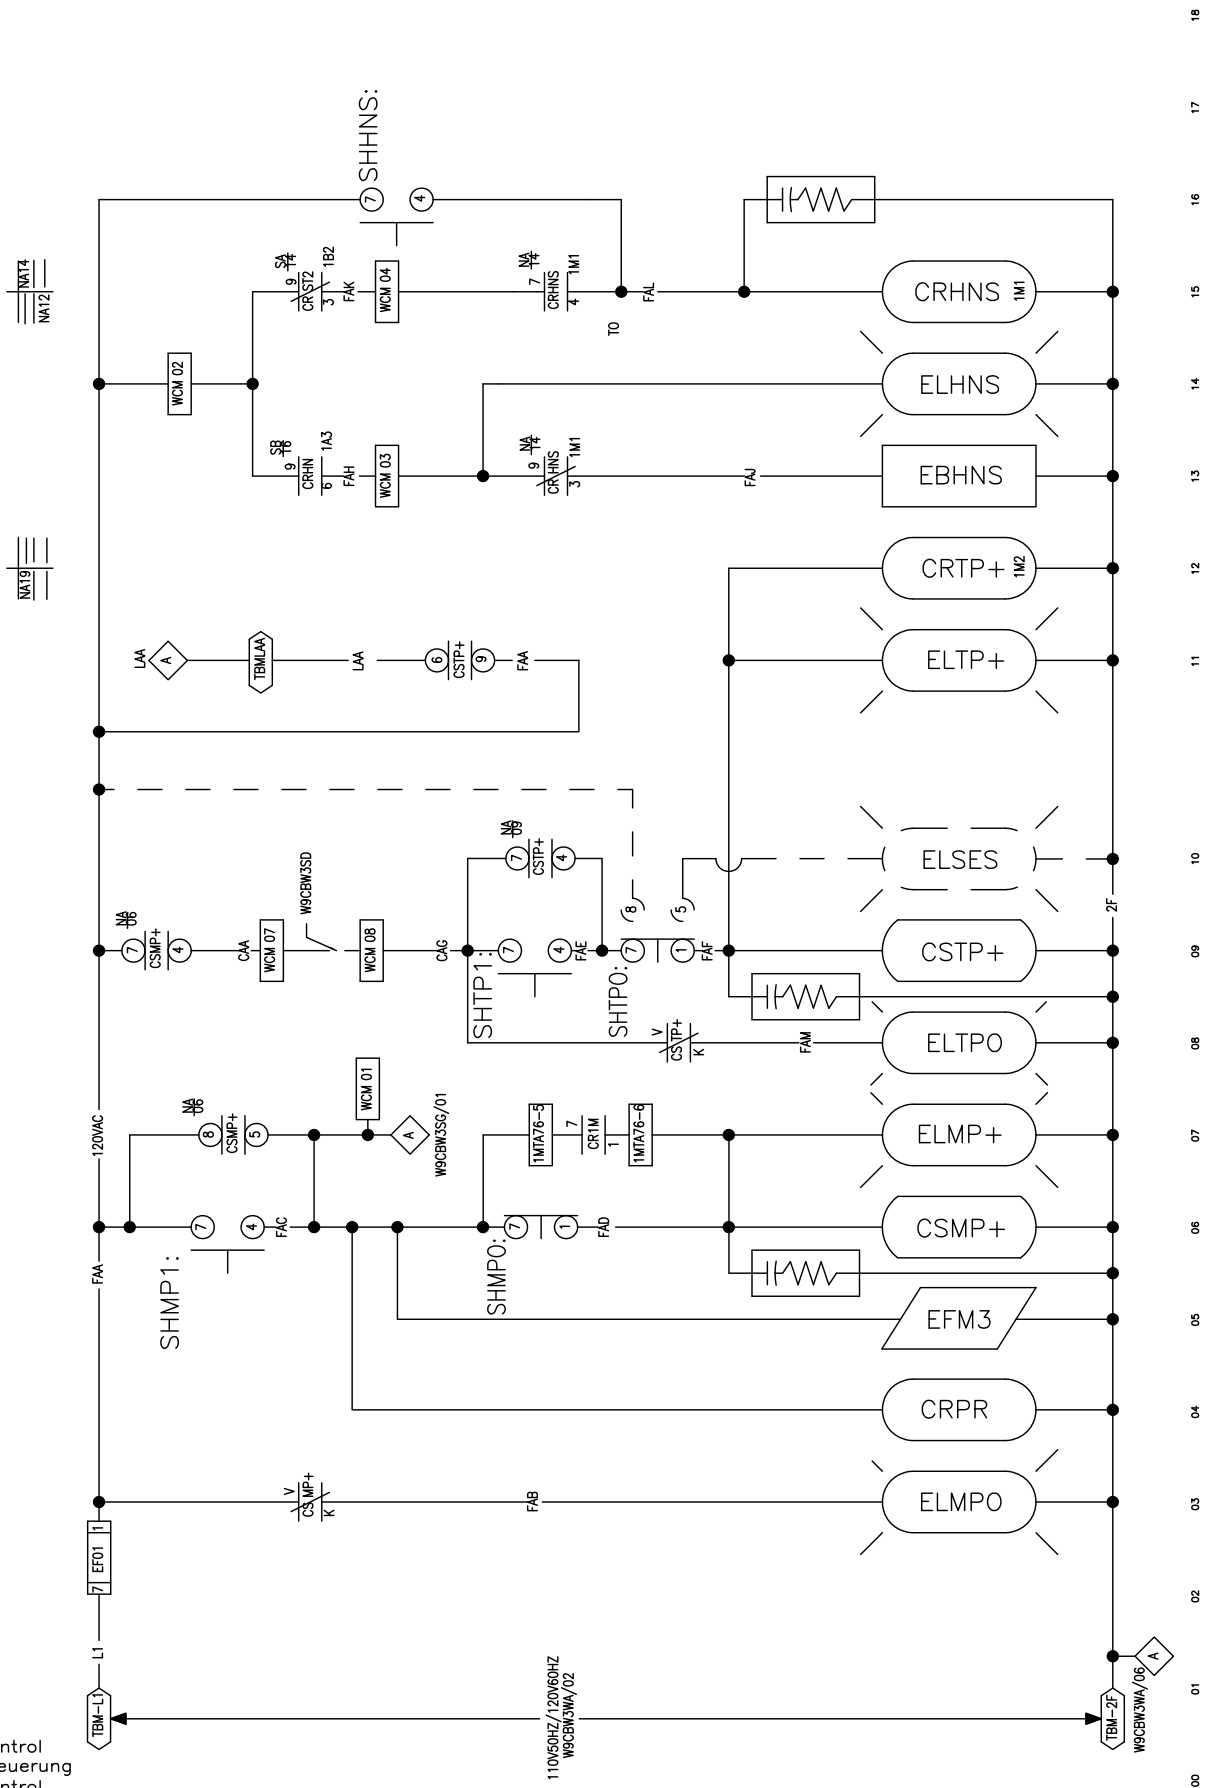 ntrol
euerung
ntrol
00
01
02
03
04
05
06
07
08
09
10
11
12
13
14
15
16
17
18
TBM-L1
L1
7 EF01 1
FAA
120VAC
110V50HZ/120V60HZ
W9CBW3WA/02
TBM-2F
W9CBW3WA/06
A
2F
V
CSMP+
K
FAB
ELMPO
CRPR
EFM3
SHMP1:
7
4
FAC
SHMPO:
7
1
FAD
CSMP+
NA
06
8
CSMP+
5
WCM 01
A
W9CBW3SG/01
1MTA76-5
7
CR1M
1
1MTA76-6
ELMP+
V
CSTP+
K
FAM
ELTPO
NA
06
7
CSMP+
4
CAA
WCM 07
W9CBW3SD
WCM 08
CAG
SHTP1:
7
4
FAE
SHTPO:
7
1
FAF
CSTP+
NA
09
7
CSTP+
4
8
5
ELSES
LAA
A
TBMLAA
LAA
6
CSTP+
9
FAA
ELTP+
NA19
CRTP+
1M2
SB
16
9
CRHN
6
1A3
FAH
WCM 03
NA
14
9
CRHNS
3
1M1
FAJ
EBHNS
WCM 02
ELHNS
NA14
NA12
SA
14
9
CRST2
3
1B2
FAK
WCM 04
NA
14
7
CRHNS
4
1M1
TO
FAL
CRHNS
1M1
SHHNS:
7
4